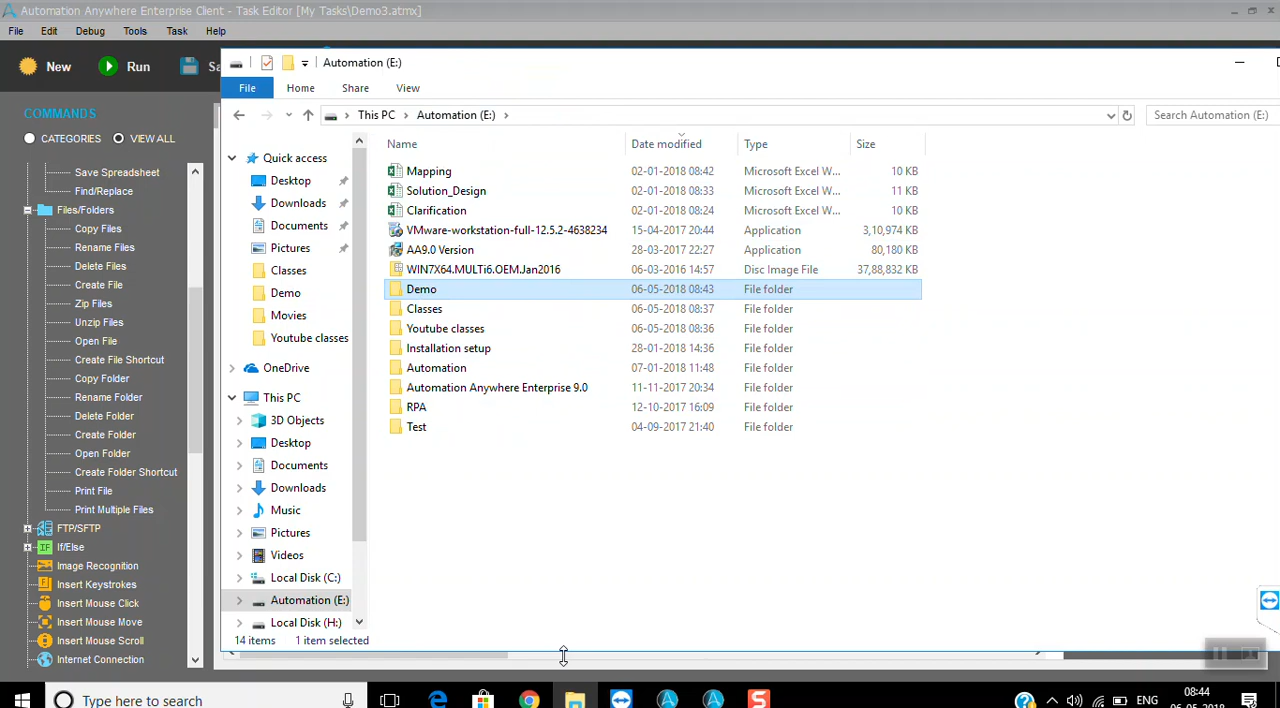 Automation Anywhere Enterprise Client - Task Editor [My Tasks\Demo3.atmx]
File Edit Debug Tools Task Help
New Run Sa
Automation (E:)
File Home Share View
This PC Automation (E:)
Search Automation (E:)
COMMANDS
CATEGORIES VIEW ALL
Save Spreadsheet
Find/Replace
Files/Folders
Copy Files
Rename Files
Delete Files
Create File
Zip Files
Unzip Files
Open File
Create File Shortcut
Copy Folder
Rename Folder
Delete Folder
Create Folder
Open Folder
Create Folder Shortcut
Print File
Print Multiple Files
FTP/SFTP
If/Else
Image Recognition
Insert Keystrokes
Insert Mouse Click
Insert Mouse Move
Insert Mouse Scroll
Internet Connection
Quick access
Desktop
Downloads
Documents
Pictures
Classes
Demo
Movies
Youtube classes
OneDrive
This PC
3D Objects
Desktop
Documents
Downloads
Music
Pictures
Videos
Local Disk (C:)
Automation (E:)
Local Disk (H:)
Name Date modified Type Size
Mapping 02-01-2018 08:42 Microsoft Excel W... 10 KB
Solution_Design 02-01-2018 08:33 Microsoft Excel W... 11 KB
Clarification 02-01-2018 08:24 Microsoft Excel W... 10 KB
VMware-workstation-full-12.5.2-4638234 15-04-2017 20:44 Application 3,10,974 KB
AA9.0 Version 28-03-2017 22:27 Application 80,180 KB
WIN7X64.MULTi6.OEM.Jan2016 06-03-2016 14:57 Disc Image File 37,88,832 KB
Demo 06-05-2018 08:43 File folder
Classes 06-05-2018 08:37 File folder
Youtube classes 06-05-2018 08:36 File folder
Installation setup 28-01-2018 14:36 File folder
Automation 07-01-2018 11:48 File folder
Automation Anywhere Enterprise 9.0 11-11-2017 20:34 File folder
RPA 12-10-2017 16:09 File folder
Test 04-09-2017 21:40 File folder
14 items 1 item selected
Type here to search
ENG
08:44
06-05-2018